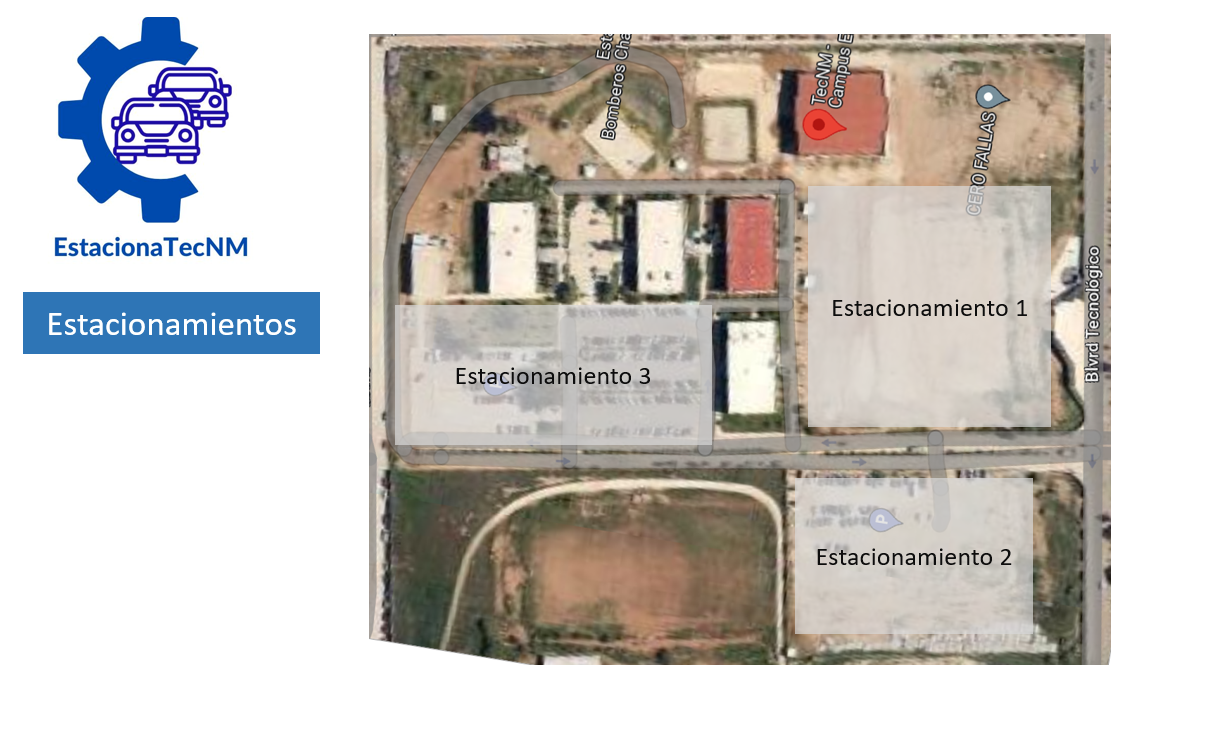 EstacionaTecNM
Estacionamientos
Bomberos
TecNM -
Campus E
CERO FALLAS
Blvrd Tecnológico
Estacionamiento 1
Estacionamiento 3
Estacionamiento 2
P